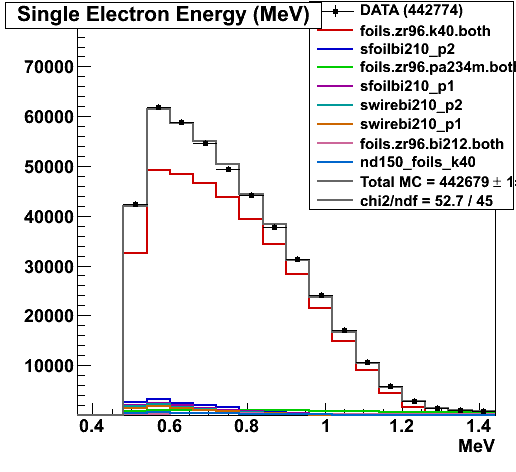 Single Electron Energy (MeV)
DATA (442774)
foils.zr96.k40.both
sfoilbi210_p2
foils.zr96.pa234m.both
sfoilbi210_p1
swirebi210_p2
swirebi210_p1
foils.zr96.bi212.both
nd150_foils_k40
Total MC = 442679 ± 1
chi2/ndf = 52.7 / 45
70000
60000
50000
40000
30000
20000
10000
0.4 0.6 0.8 1 1.2 1.4
MeV